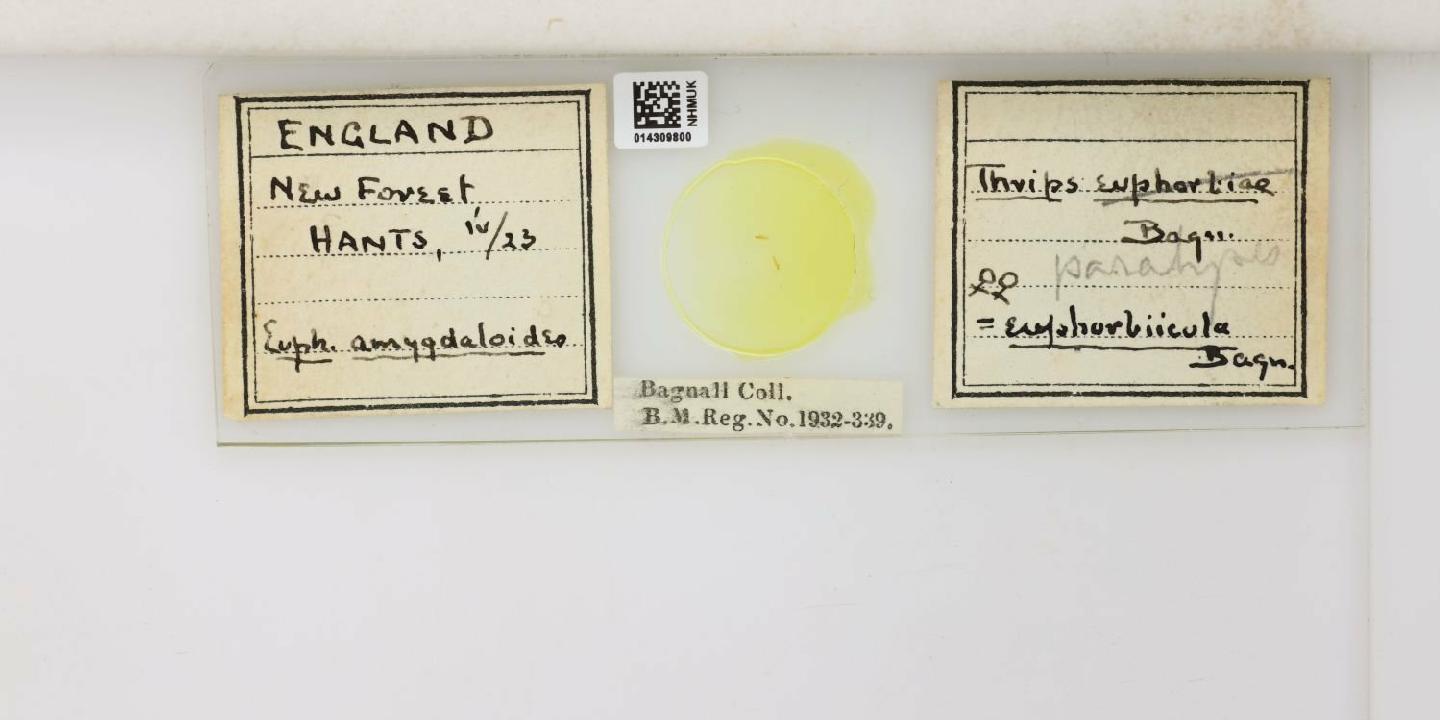 ENGLAND
New Forest
HANTS, iv/23
Euph. amygdaloides
NHMUK
014309800
Bagnall Coll.
B.M.Reg.No.1932-339.
Thrips euphorbiae
Bagn.
paratypes
♀♀
= euphorbiicola
Bagn.